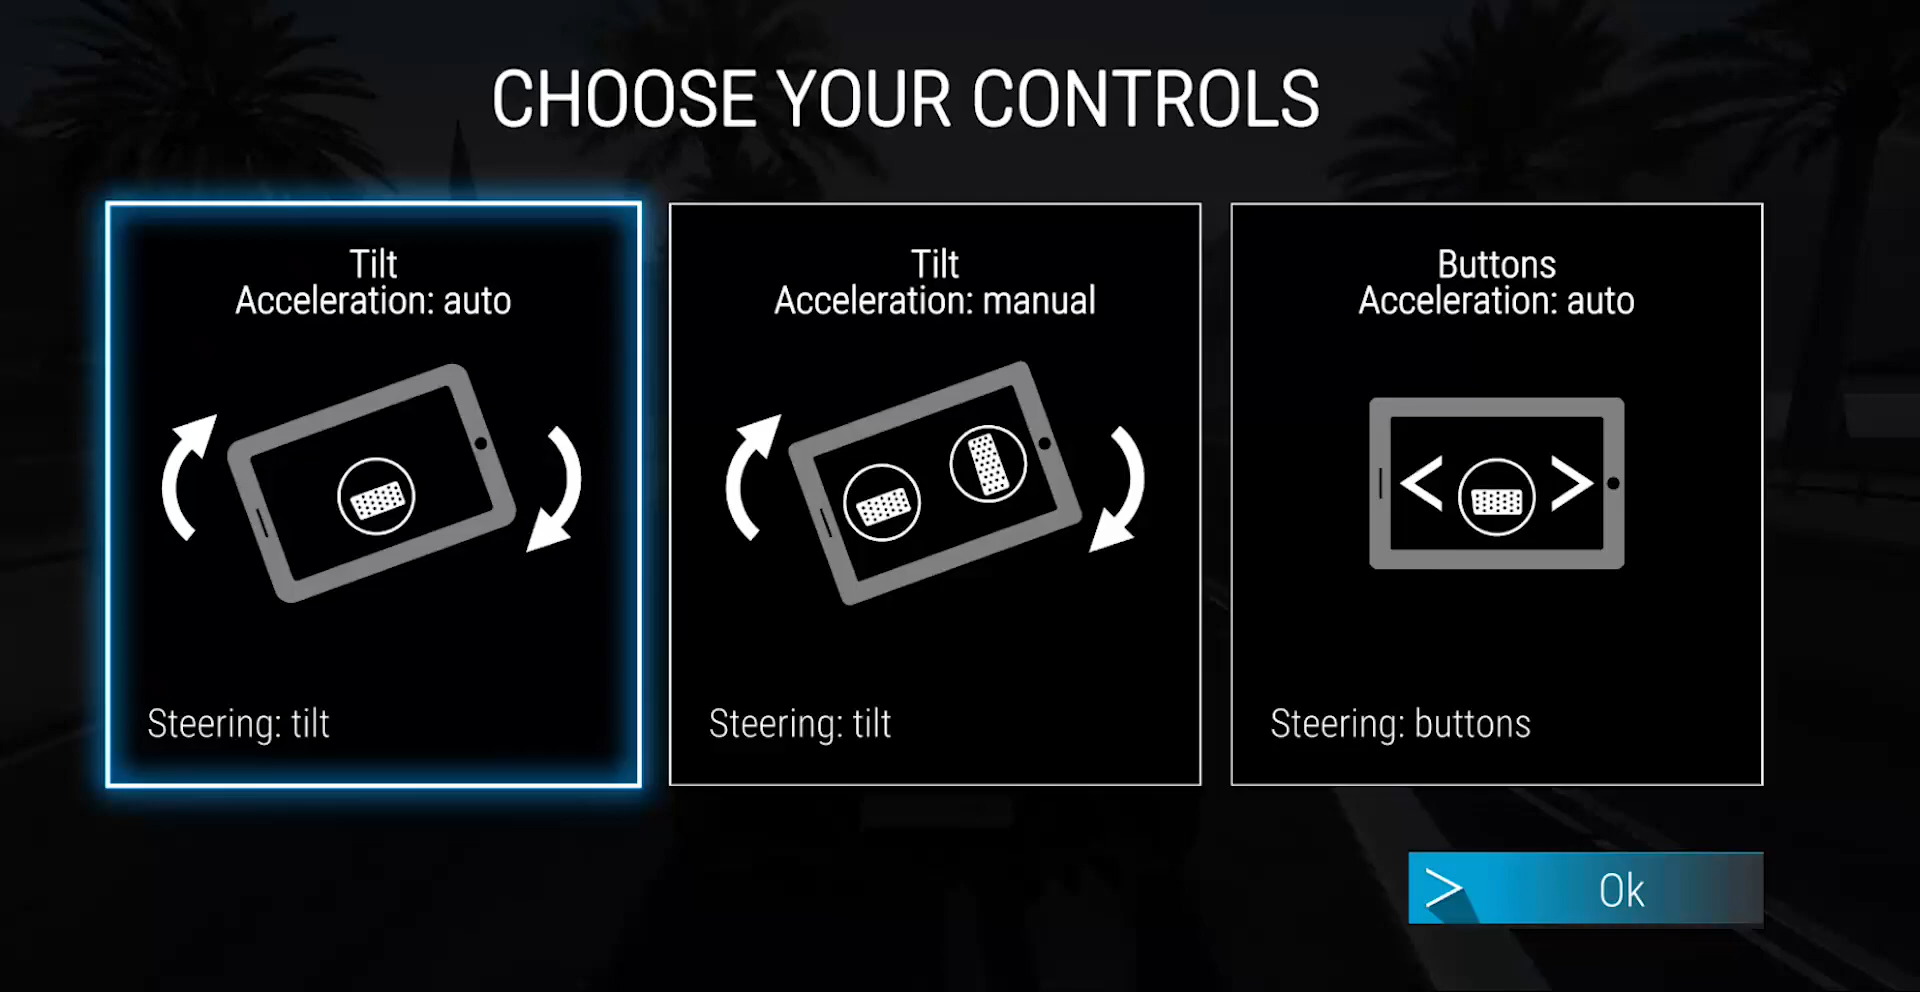 CHOOSE YOUR CONTROLS
Tilt
Acceleration: auto
Steering: tilt
Tilt
Acceleration: manual
Steering: tilt
Buttons
Acceleration: auto
Steering: buttons
Ok